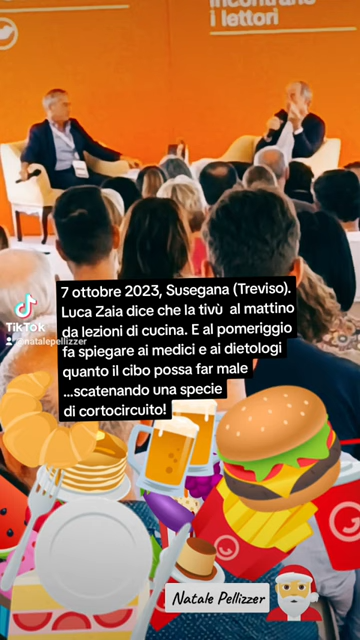 incontrano
i lettori
7 ottobre 2023, Susegana (Treviso).
Luca Zaia dice che la tivù al mattino
da lezioni di cucina. E al pomeriggio
fa spiegare ai medici e ai dietologi
quanto il cibo possa far male
...scatenando una specie
di cortocircuito!
TikTok
@natalepellizzer
Natale Pellizzer